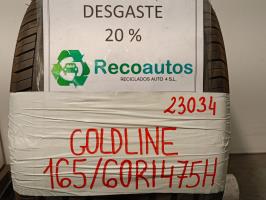 DESGASTE
20 %
Recoautos
RECICLADOS AUTO 4 S.L.
23034
GOLDLINE
165/60R1475H